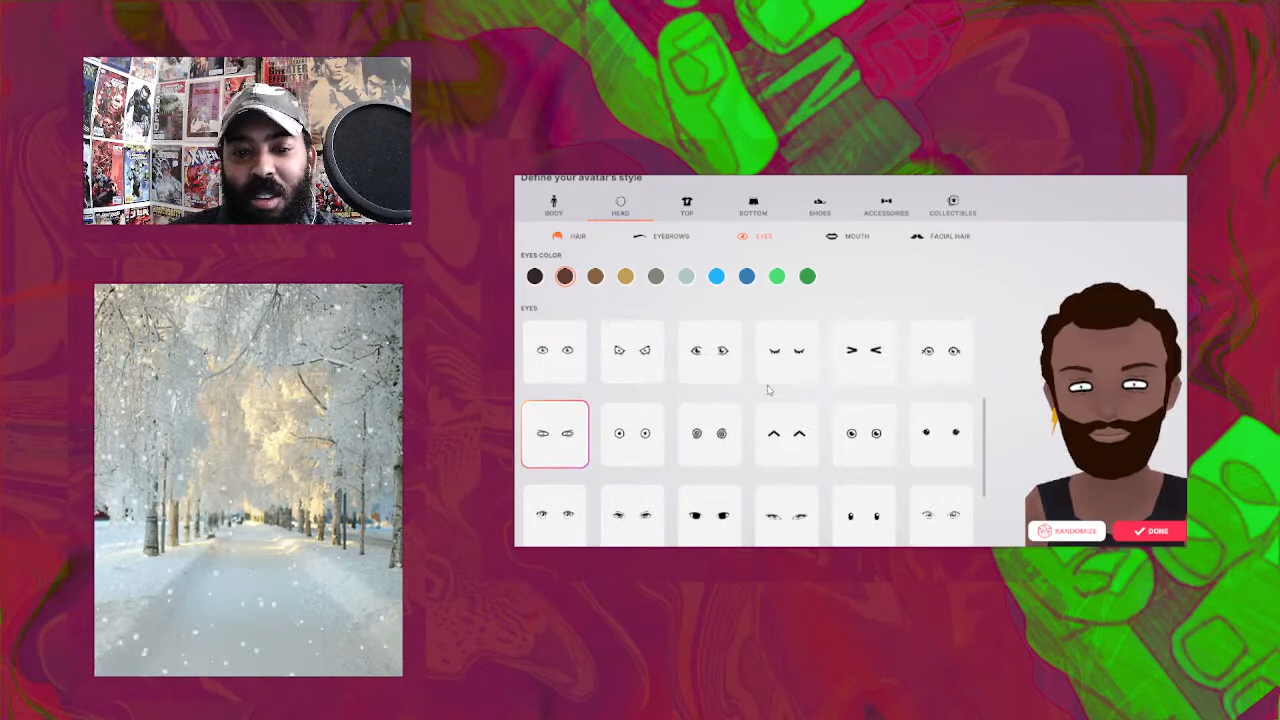 Define your avatar's style
BODY HEAD TOP BOTTOM SHOES ACCESSORIES COLLECTIBLES
HAIR EYEBROWS EYES MOUTH FACIAL HAIR
EYES COLOR
EYES
RANDOMIZE DONE
X-MEN